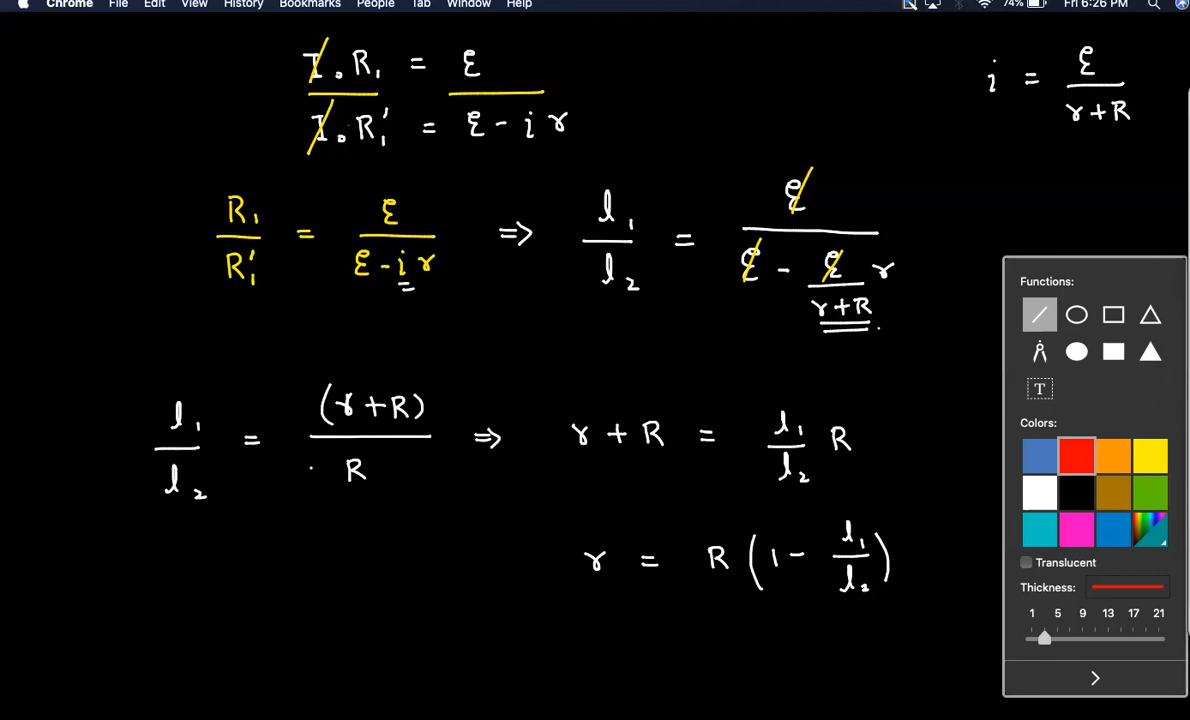 Chrome File Edit View History Bookmarks People Tab Window Help 74% Fri 6:26 PM
I . R₁ = ℰ
I . R₁' = ℰ - i r
i = ℰ / (r + R)
R₁ / R₁' = ℰ / (ℰ - i r) ⇒ l₁ / l₂ = ℰ / (ℰ - (ℰ / (r + R)) r)
l₁ / l₂ = (r + R) / R ⇒ r + R = (l₁ / l₂) R
r = R (1 - l₁ / l₂)
Functions:
T
Colors:
Translucent
Thickness:
1 5 9 13 17 21